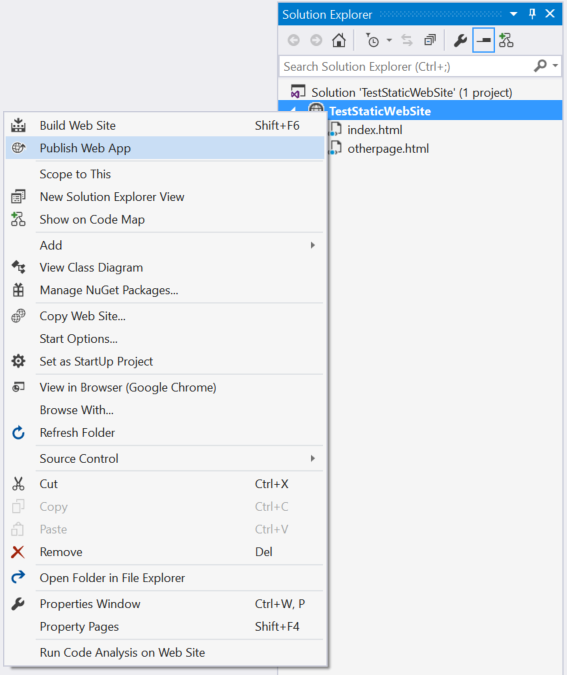 Solution Explorer
Search Solution Explorer (Ctrl+;)
Solution 'TestStaticWebSite' (1 project)
TestStaticWebSite
index.html
otherpage.html
Build Web Site Shift+F6
Publish Web App
Scope to This
New Solution Explorer View
Show on Code Map
Add
View Class Diagram
Manage NuGet Packages...
Copy Web Site...
Start Options...
Set as StartUp Project
View in Browser (Google Chrome)
Browse With...
Refresh Folder
Source Control
Cut Ctrl+X
Copy Ctrl+C
Paste Ctrl+V
Remove Del
Open Folder in File Explorer
Properties Window Ctrl+W, P
Property Pages Shift+F4
Run Code Analysis on Web Site